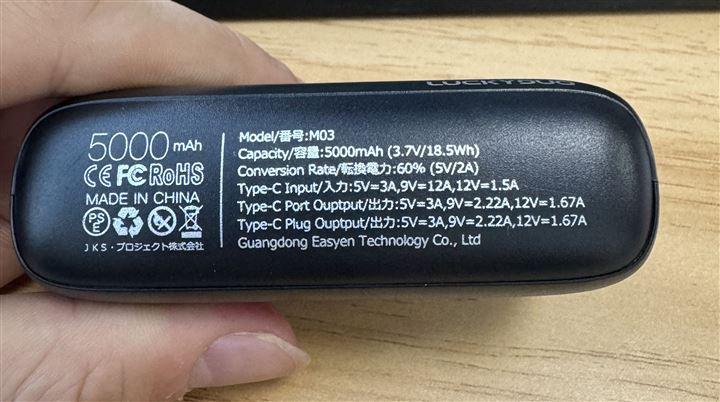 LUCKYDUO
5000mAh
CE FC RoHS
MADE IN CHINA
PSE
JKS・プロジェクト株式会社
Model/番号:M03
Capacity/容量:5000mAh (3.7V/18.5Wh)
Conversion Rate/転換電力:60% (5V/2A)
Type-C Input/入力:5V=3A,9V=12A,12V=1.5A
Type-C Port Ouptput/出力:5V=3A,9V=2.22A,12V=1.67A
Type-C Plug Ouptput/出力:5V=3A,9V=2.22A,12V=1.67A
Guangdong Easyen Technology Co., Ltd